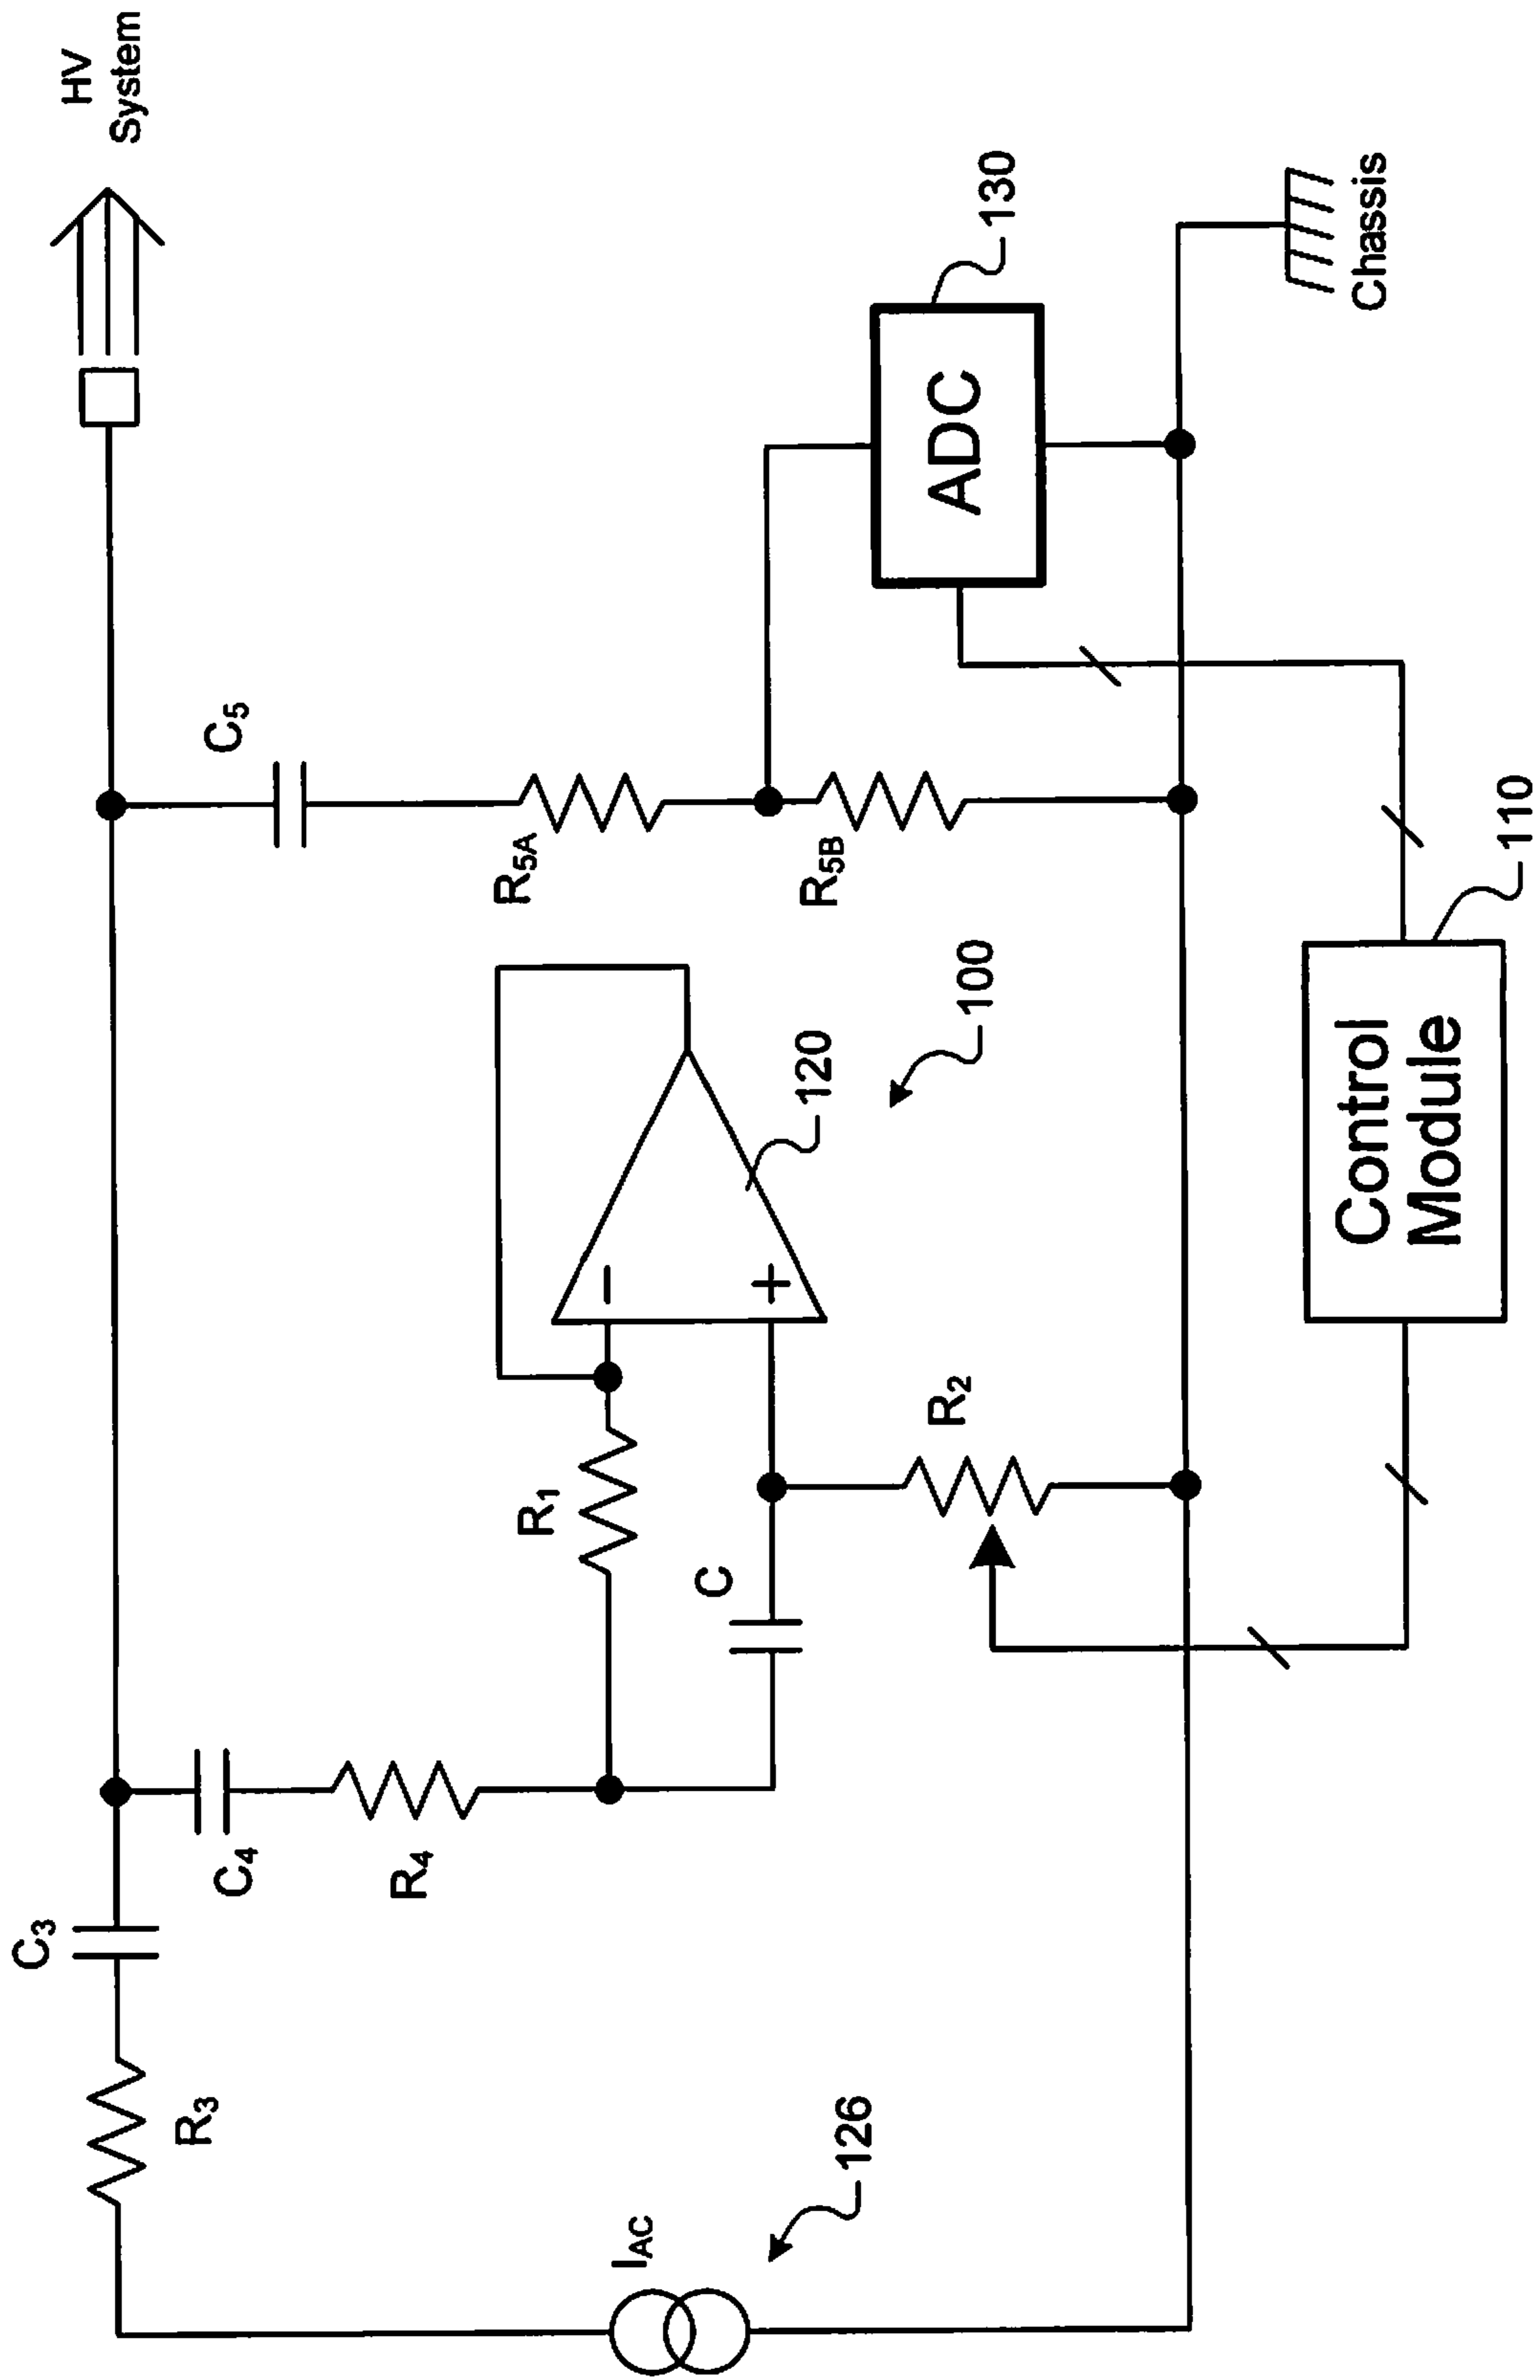 HV
System
C₃
C₄
C₅
R₃
R₄
R₅A
R₁
C
R₂
R₅B
IAC
126
−
+
120
100
ADC
130
Chassis
Control
Module
110